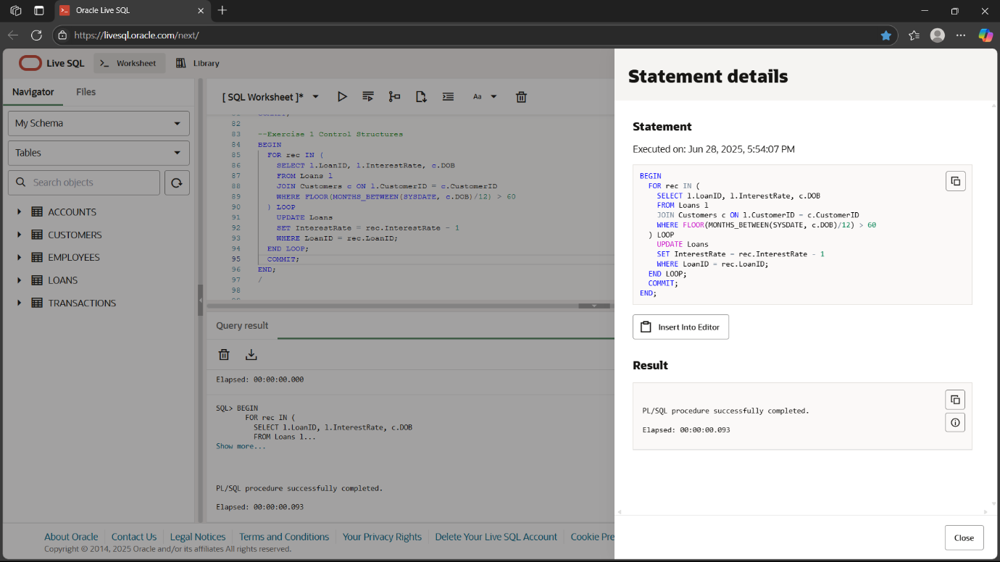 Oracle Live SQL
https://livesql.oracle.com/next/
Live SQL
Worksheet
Library
Navigator
Files
My Schema
Tables
Search objects
ACCOUNTS
CUSTOMERS
EMPLOYEES
LOANS
TRANSACTIONS
[ SQL Worksheet ]*
Aa
82
83 --Exercise 1 Control Structures
84 BEGIN
85 FOR rec IN (
86 SELECT l.LoanID, l.InterestRate, c.DOB
87 FROM Loans l
88 JOIN Customers c ON l.CustomerID = c.CustomerID
89 WHERE FLOOR(MONTHS_BETWEEN(SYSDATE, c.DOB)/12) > 60
90 ) LOOP
91 UPDATE Loans
92 SET InterestRate = rec.InterestRate - 1
93 WHERE LoanID = rec.LoanID;
94 END LOOP;
95 COMMIT;
96 END;
97 /
98
Query result
Elapsed: 00:00:00.000
SQL> BEGIN
FOR rec IN (
SELECT l.LoanID, l.InterestRate, c.DOB
FROM Loans l...
Show more...
PL/SQL procedure successfully completed.
Elapsed: 00:00:00.093
Statement details
Statement
Executed on: Jun 28, 2025, 5:54:07 PM
BEGIN
FOR rec IN (
SELECT l.LoanID, l.InterestRate, c.DOB
FROM Loans l
JOIN Customers c ON l.CustomerID = c.CustomerID
WHERE FLOOR(MONTHS_BETWEEN(SYSDATE, c.DOB)/12) > 60
) LOOP
UPDATE Loans
SET InterestRate = rec.InterestRate - 1
WHERE LoanID = rec.LoanID;
END LOOP;
COMMIT;
END;
Insert Into Editor
Result
PL/SQL procedure successfully completed.
Elapsed: 00:00:00.093
Close
About Oracle
Contact Us
Legal Notices
Terms and Conditions
Your Privacy Rights
Delete Your Live SQL Account
Cookie Pre
Copyright © 2014, 2025 Oracle and/or its affiliates All rights reserved.